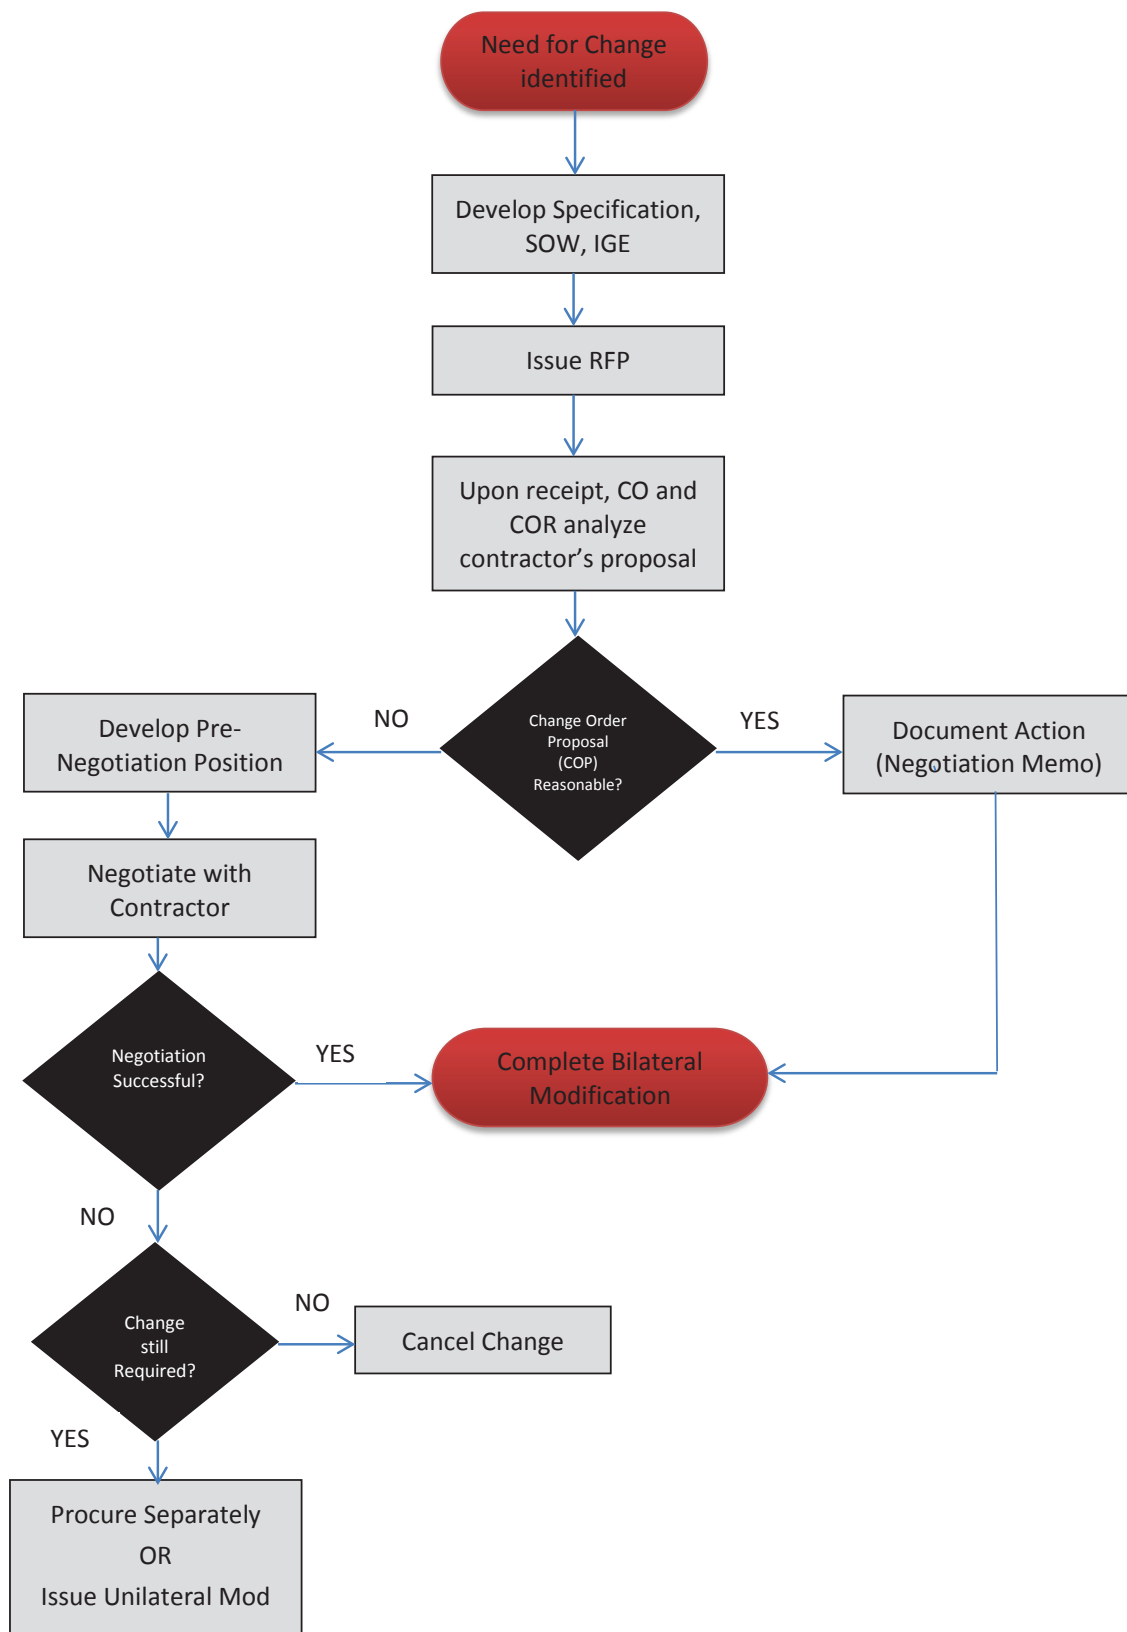 Need for Change
identified
Develop Specification,
SOW, IGE
Issue RFP
Upon receipt, CO and
COR analyze
contractor’s proposal
NO
Change Order
Proposal
(COP)
Reasonable?
YES
Develop Pre-
Negotiation Position
Document Action
(Negotiation Memo)
Negotiate with
Contractor
Negotiation
Successful?
YES
Complete Bilateral
Modification
NO
Change
still
Required?
NO
Cancel Change
YES
Procure Separately
OR
Issue Unilateral Mod